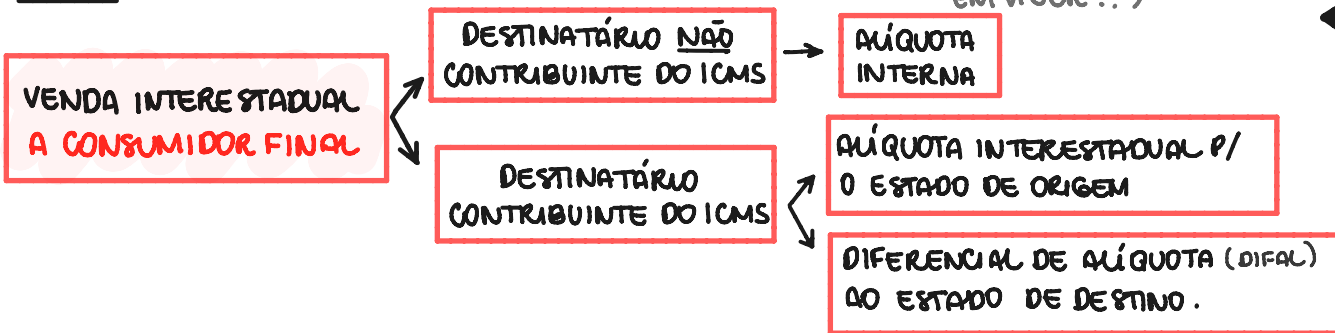 VENDA INTERESTADUAL
A CONSUMIDOR FINAL
DESTINATÁRIO NÃO
CONTRIBUINTE DO ICMS
ALÍQUOTA
INTERNA
DESTINATÁRIO
CONTRIBUINTE DO ICMS
ALÍQUOTA INTERESTADUAL P/
O ESTADO DE ORIGEM
DIFERENCIAL DE ALÍQUOTA (DIFAL)
AO ESTADO DE DESTINO.